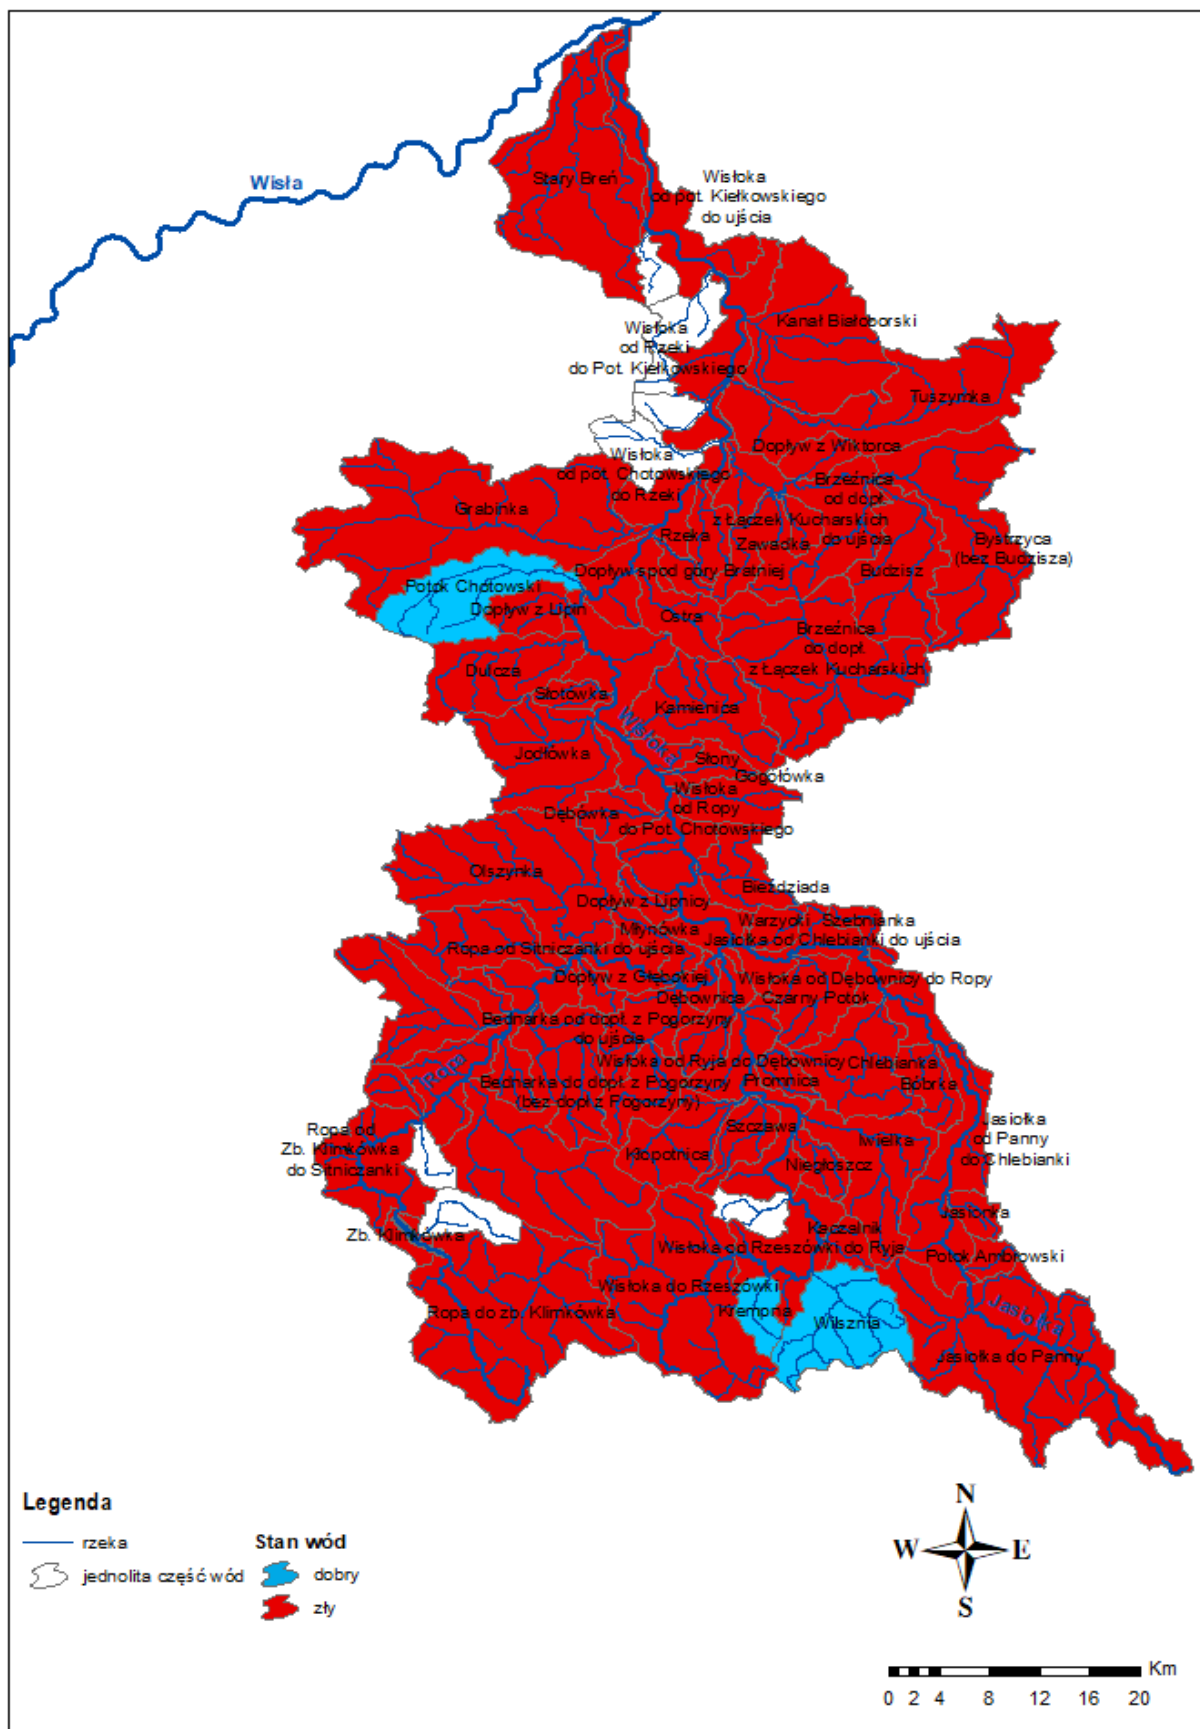 Wisła
Stary Breń
Wisłoka
od pot. Kiełkowskiego
do ujścia
Kanał Białoborski
Wisłoka
od Rzeki
do Pot. Kiełkowskiego
Tuszymka
Dopływ z Wiktorca
Wisłoka
od pot. Chotowskiego
do Rzeki
Brzeźnica
od dopł.
z Łączek Kucharskich
do ujścia
Grabinka
Rzeka
Zawadka
Bystrzyca
(bez Budzisza)
Dopływ spod góry Bratniej
Budzisz
Potok Chotowski
Dopływ z Lipin
Ostra
Brzeźnica
do dopł.
z Łączek Kucharskich
Dulcza
Słotówka
Kamienica
Wisłoka
Jodłówka
Słony
Gogołówka
Wisłoka
od Ropy
do Pot. Chotowskiego
Dębówka
Olszynka
Bieździada
Dopływ z Lipnicy
Warzycki
Szebnianka
Młynówka
Jasiołka od Chlebianki do ujścia
Ropa od Sitniczanki do ujścia
Dopływ z Głębokiej
Wisłoka od Dębownicy do Ropy
Dębownica
Czarny Potok
Bednarka od dopł. z Pogorzyny
do ujścia
Wisłoka od Ryja do Dębownicy
Chlebianka
Ropa
Bednarka do dopł. z Pogorzyny
(bez dopł z Pogorzyny)
Promnica
Bóbrka
Ropa od
Zb. Klimkówka
do Sitniczanki
Szczawa
Iwielka
Jasiołka
od Panny
do Chlebianki
Kłopotnica
Niegłoszcz
Jasionka
Zb. Klimkówka
Kaczalnik
Wisłoka od Rzeszówki do Ryja
Potok Ambrowski
Wisłoka do Rzeszówki
Ropa do zb. Klimkówka
Krempna
Wilsznia
Jasiołka
Jasiołka do Panny
Legenda
rzeka
jednolita część wód
Stan wód
dobry
zły
N
W
E
S
Km
0 2 4 8 12 16 20